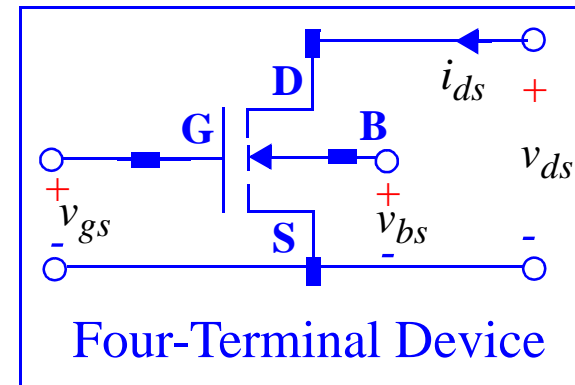 D
i_ds
+
G
B
v_ds
+
+
v_gs
v_bs
S
-
-
-
Four-Terminal Device